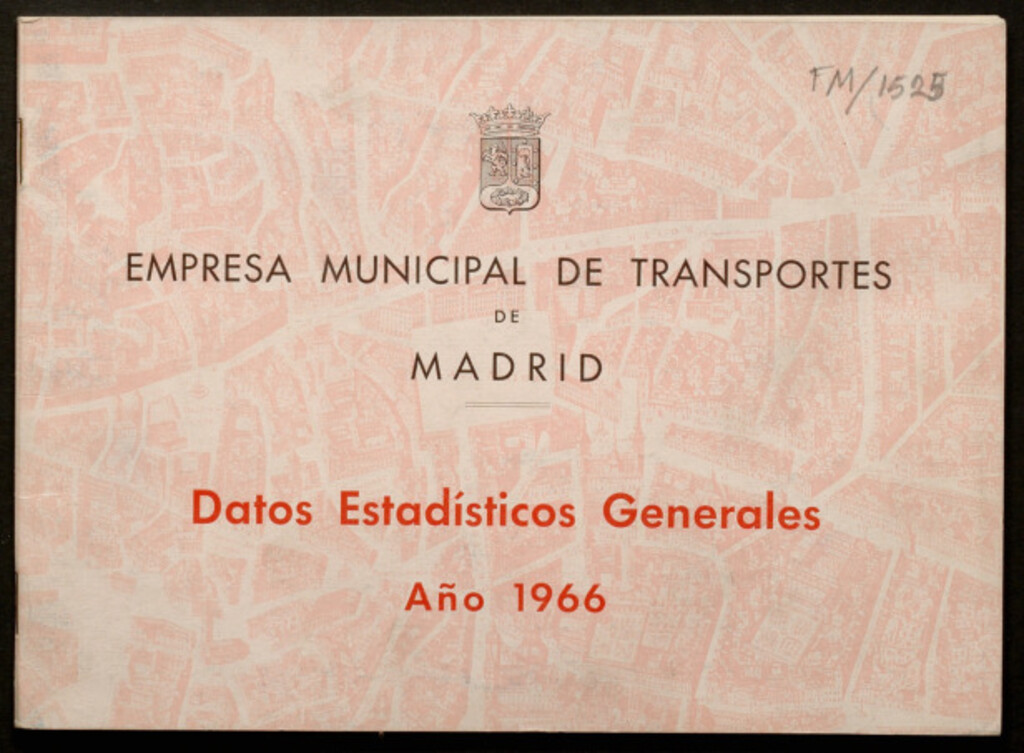 FM/1525
EMPRESA MUNICIPAL DE TRANSPORTES
DE
MADRID
Datos Estadísticos Generales
Año 1966